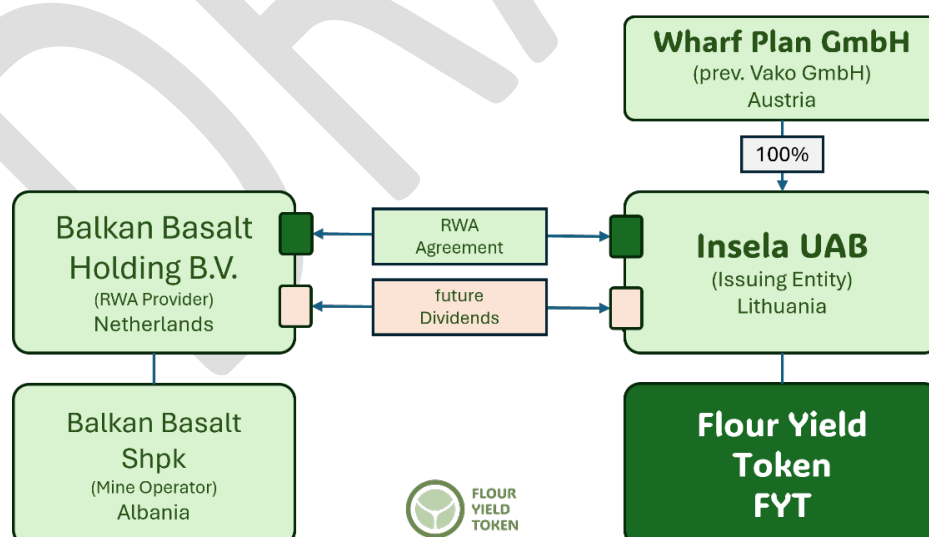 Wharf Plan GmbH
(prev. Vako GmbH)
Austria
100%
Balkan Basalt
Holding B.V.
(RWA Provider)
Netherlands
RWA
Agreement
future
Dividends
Insela UAB
(Issuing Entity)
Lithuania
Balkan Basalt
Shpk
(Mine Operator)
Albania
FLOUR
YIELD
TOKEN
Flour Yield
Token
FYT